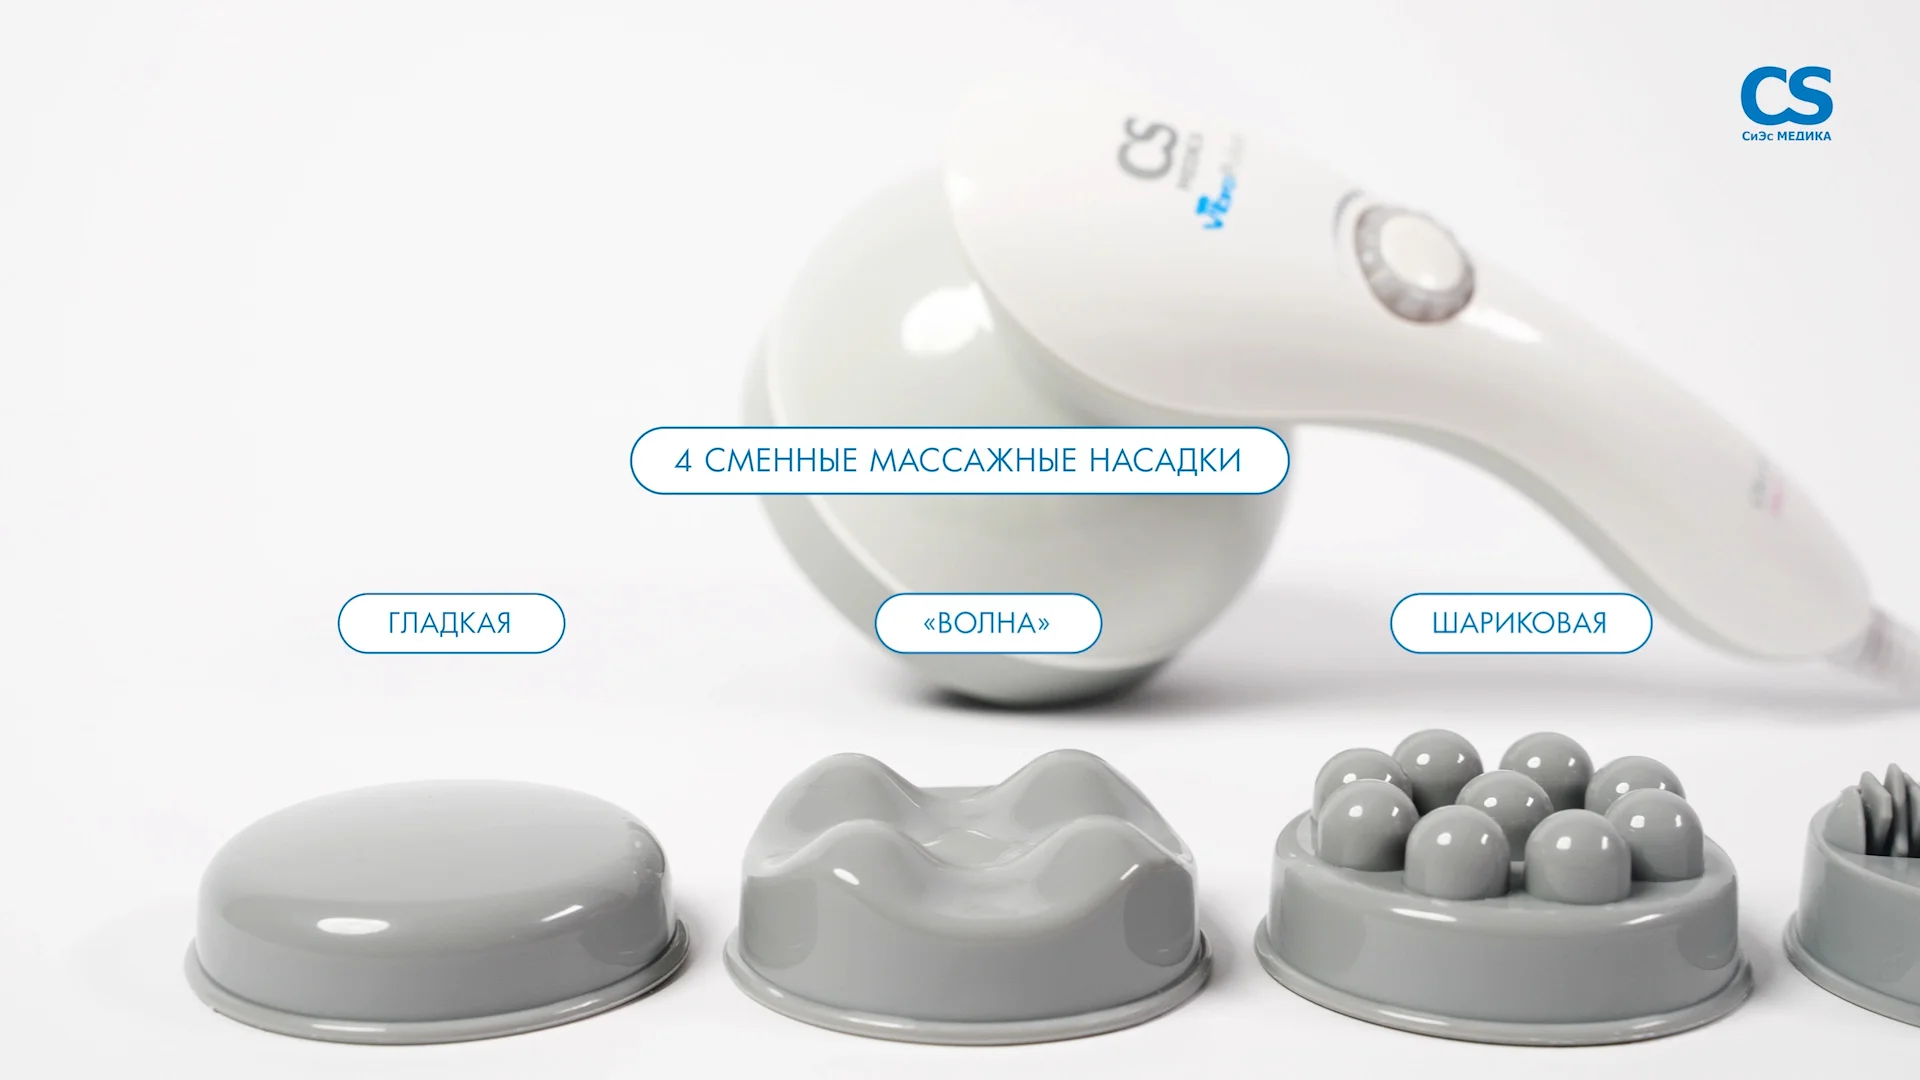 CS
СиЭс МЕДИКА
CS
4 СМЕННЫЕ МАССАЖНЫЕ НАСАДКИ
ГЛАДКАЯ
«ВОЛНА»
ШАРИКОВАЯ